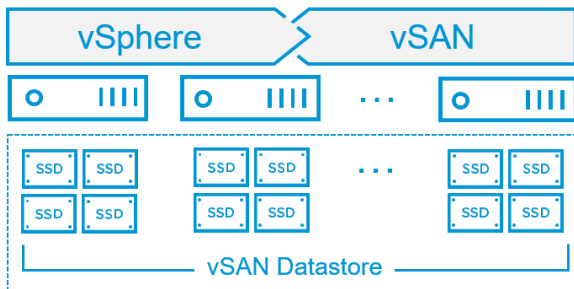 vSphere vSAN
. . .
SSD SSD SSD SSD . . . SSD SSD
SSD SSD SSD SSD SSD SSD
vSAN Datastore